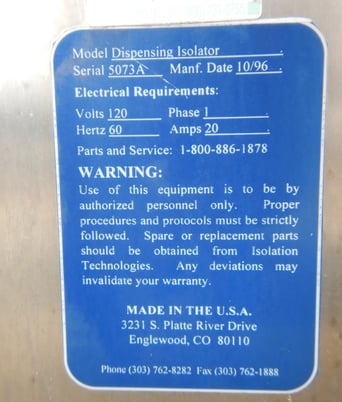 Model Dispensing Isolator.
Serial 5073A Manf. Date 10/96.
Electrical Requirements:
Volts 120 Phase 1.
Hertz 60 Amps 20.
Parts and Service: 1-800-886-1878
WARNING:
Use of this equipment is to be by
authorized personnel only. Proper
procedures and protocols must be strictly
followed. Spare or replacement parts
should be obtained from Isolation
Technologies. Any deviations may
invalidate your warranty.
MADE IN THE U.S.A.
3231 S. Platte River Drive
Englewood, CO 80110
Phone (303) 762-8282 Fax (303) 762-1888